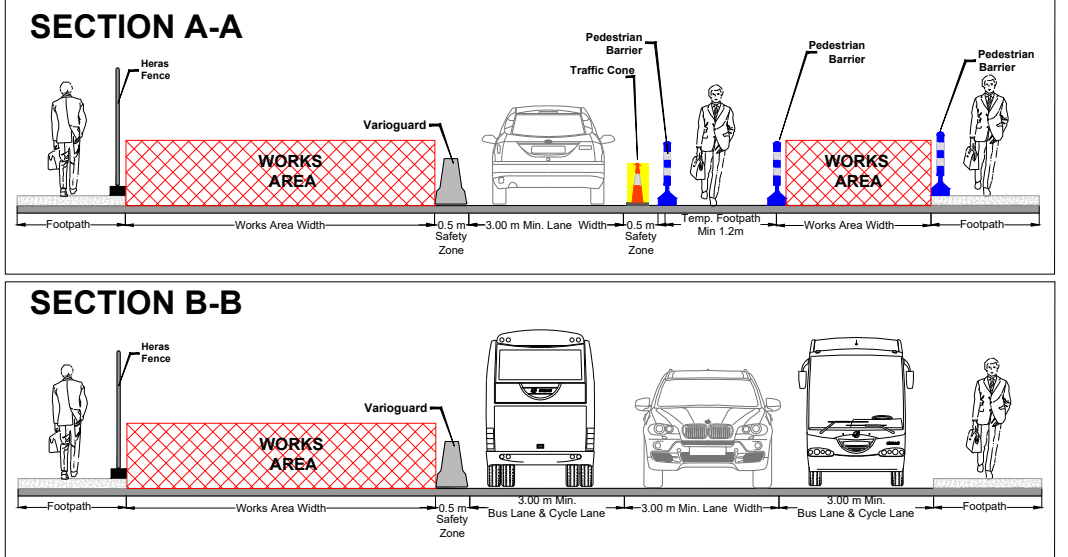 SECTION A-A
Heras
Fence
Varioguard
Pedestrian
Barrier
Traffic Cone
Pedestrian
Barrier
Pedestrian
Barrier
WORKS
AREA
WORKS
AREA
Footpath
Works Area Width
0.5 m
Safety
Zone
3.00 m Min. Lane Width
0.5 m
Safety
Zone
Temp. Footpath
Min 1.2m
Works Area Width
Footpath
SECTION B-B
Heras
Fence
Varioguard
WORKS
AREA
Footpath
Works Area Width
0.5 m
Safety
Zone
3.00 m Min.
Bus Lane & Cycle Lane
3.00 m Min. Lane Width
3.00 m Min.
Bus Lane & Cycle Lane
Footpath